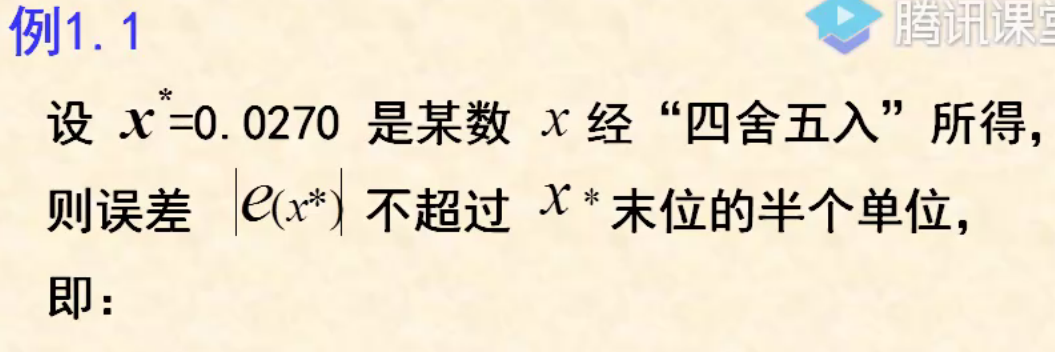 例1.1
腾讯课堂
设 x*=0.0270 是某数 x 经“四舍五入”所得,
则误差 |e(x*)| 不超过 x* 末位的半个单位,
即: